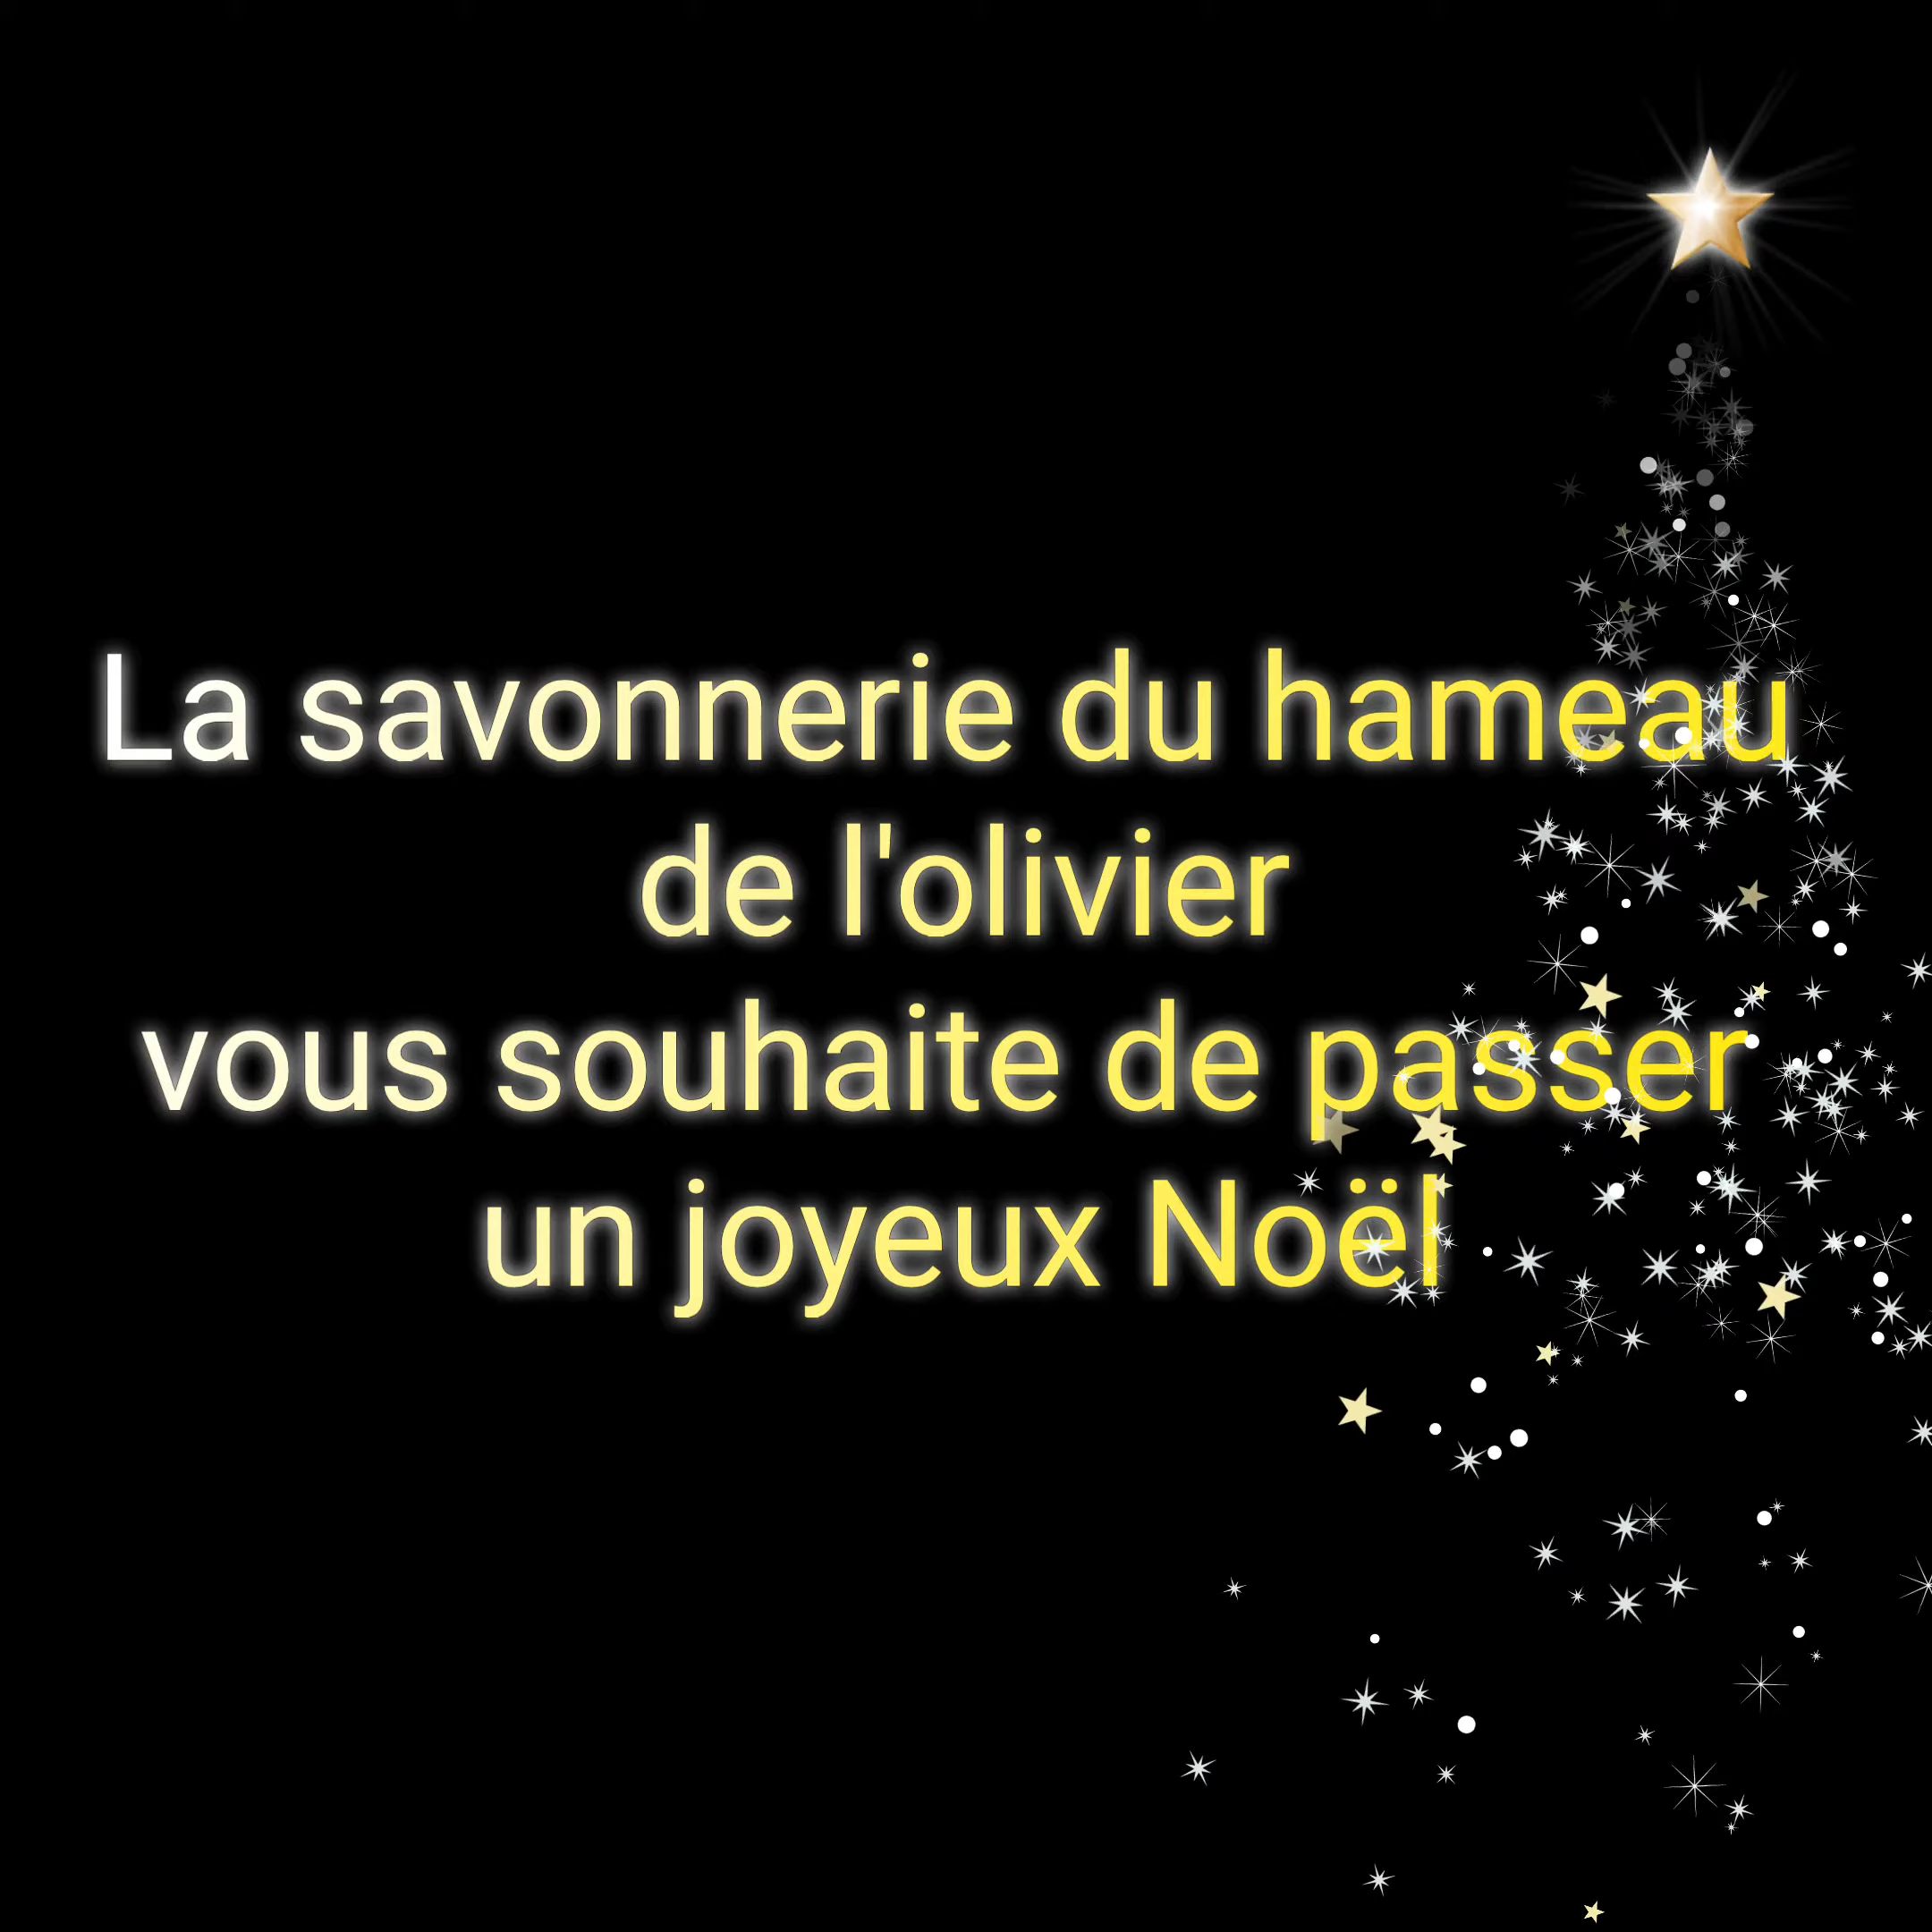 La savonnerie du hameau
de l'olivier
vous souhaite de passer
un joyeux Noël